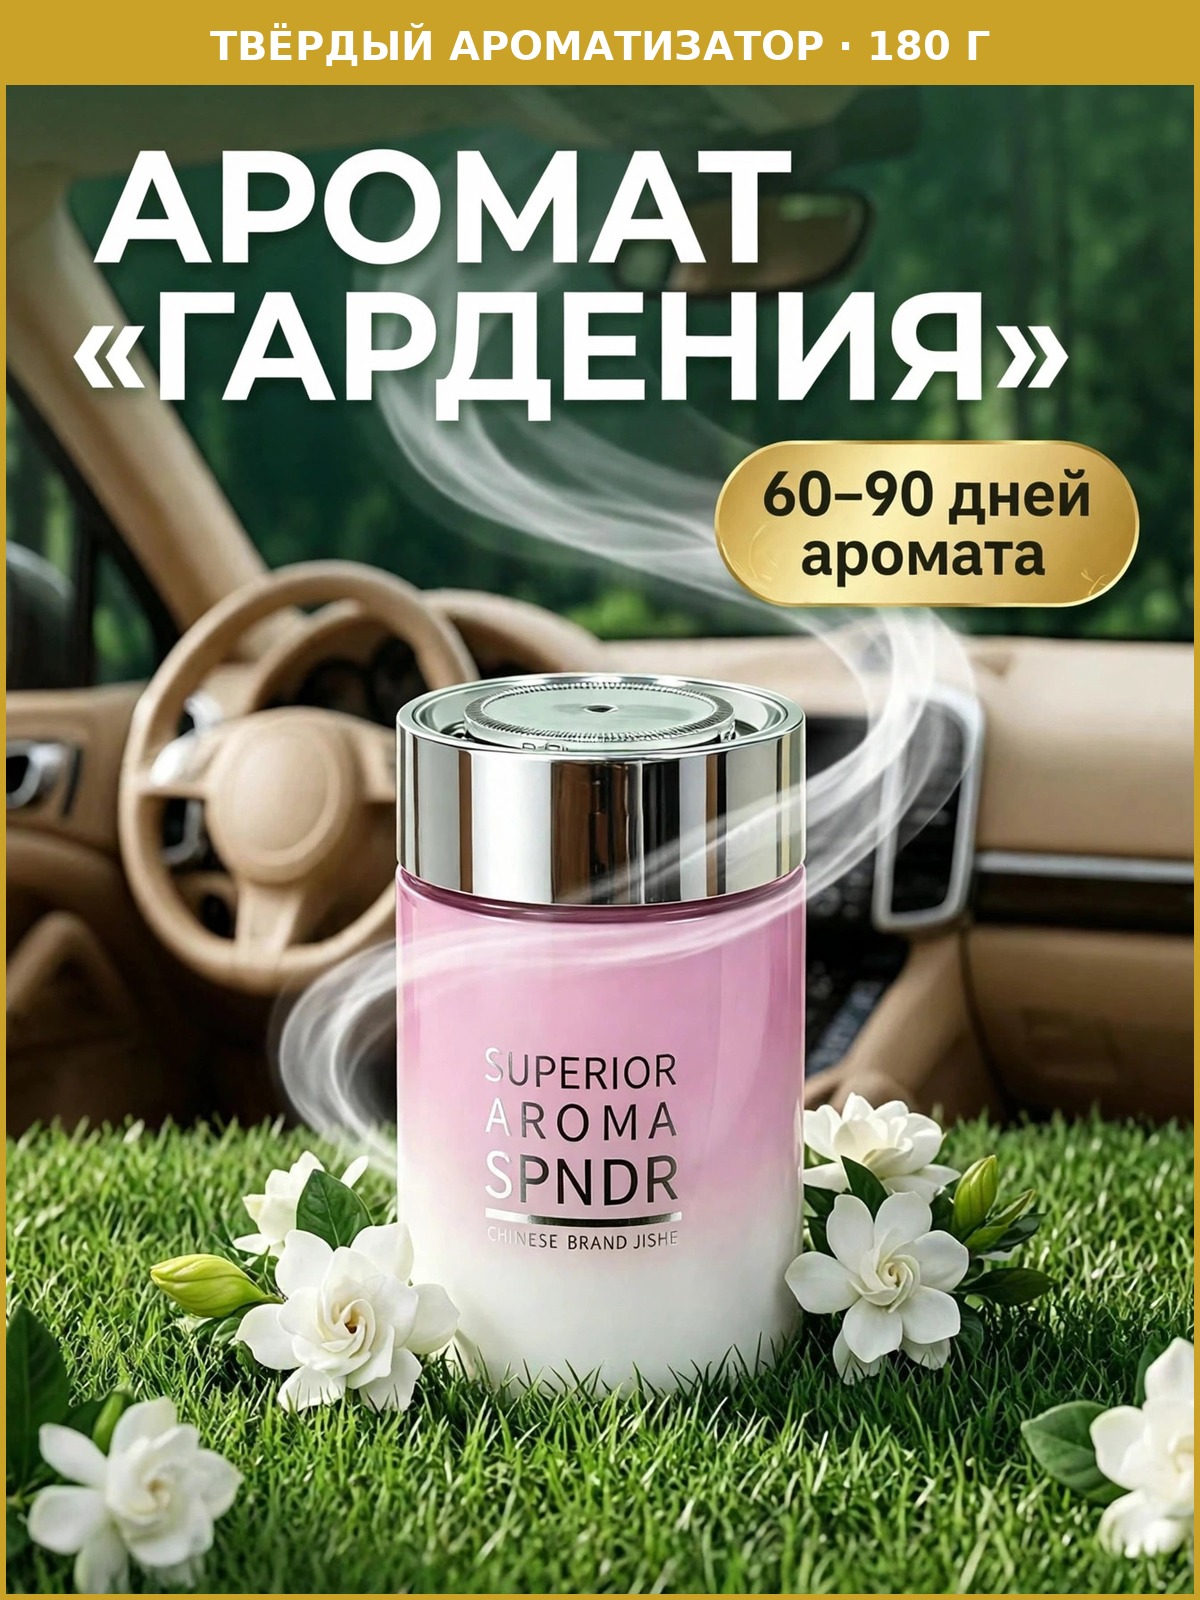 ТВЁРДЫЙ АРОМАТИЗАТОР · 180 Г
АРОМАТ
«ГАРДЕНИЯ»
60–90 дней
аромата
SUPERIOR
AROMA
SPNDR
CHINESE BRAND JISHE